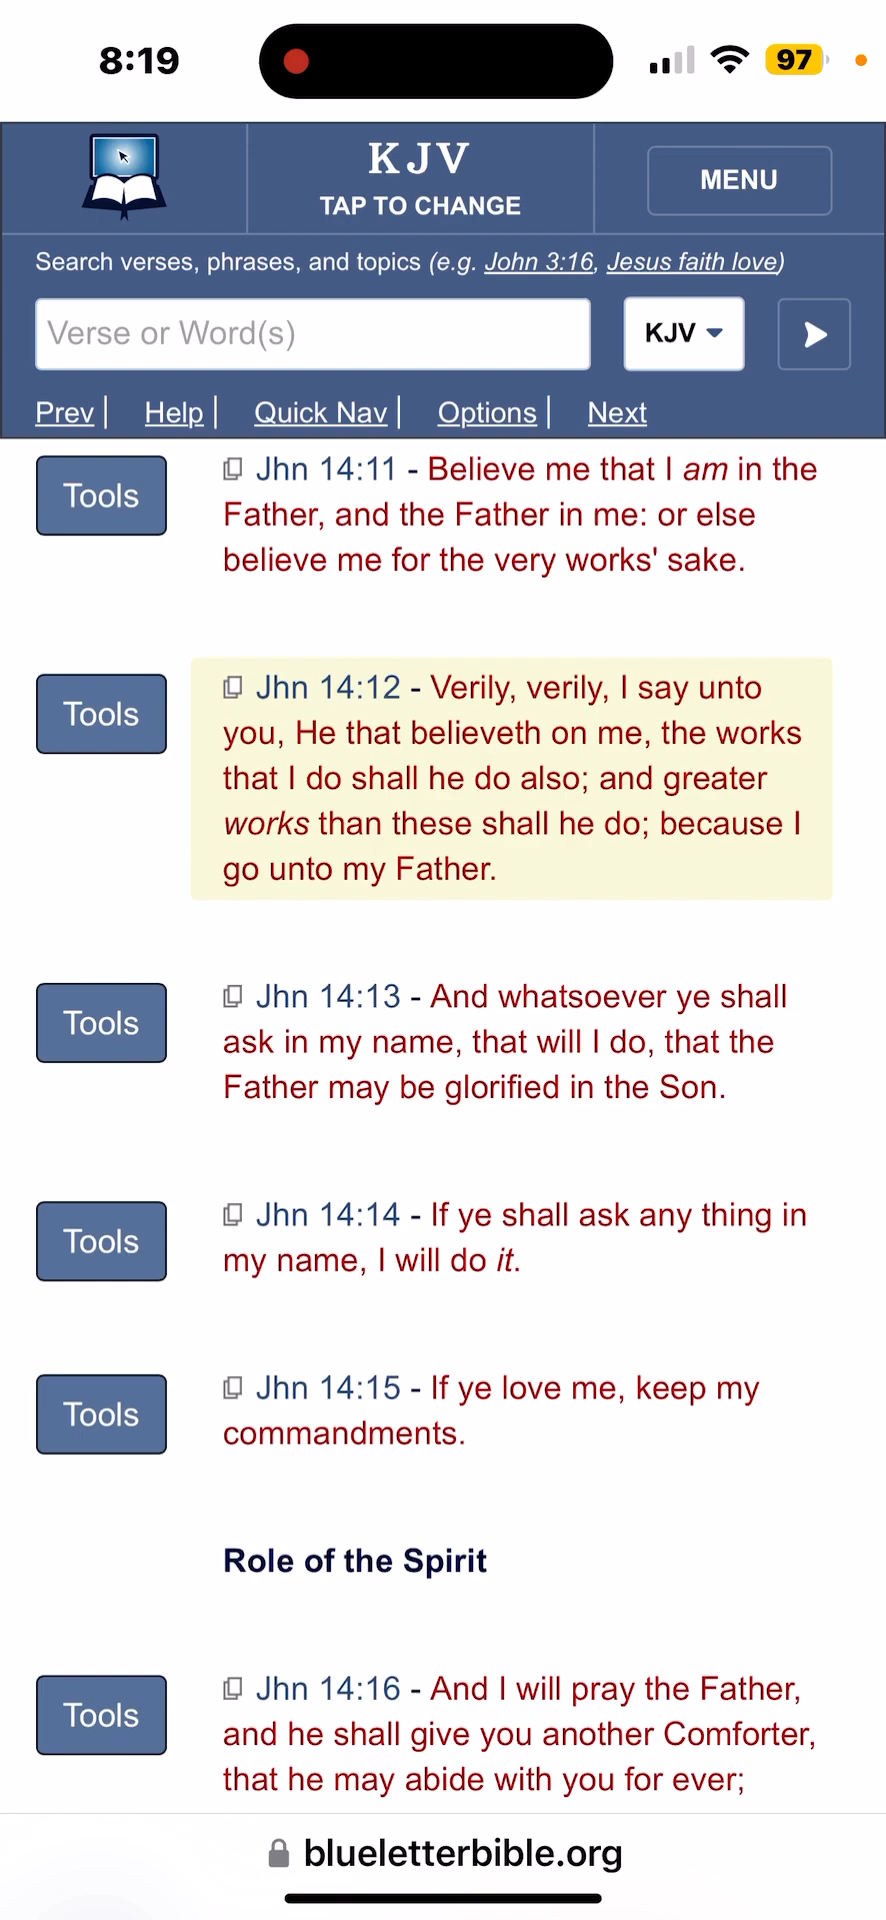 8:19
97
KJV
TAP TO CHANGE
MENU
Search verses, phrases, and topics (e.g. John 3:16, Jesus faith love)
Verse or Word(s)
KJV
Prev | Help | Quick Nav | Options | Next
Tools
Jhn 14:11 - Believe me that I am in the
Father, and the Father in me: or else
believe me for the very works' sake.
Tools
Jhn 14:12 - Verily, verily, I say unto
you, He that believeth on me, the works
that I do shall he do also; and greater
works than these shall he do; because I
go unto my Father.
Tools
Jhn 14:13 - And whatsoever ye shall
ask in my name, that will I do, that the
Father may be glorified in the Son.
Tools
Jhn 14:14 - If ye shall ask any thing in
my name, I will do it.
Tools
Jhn 14:15 - If ye love me, keep my
commandments.
Role of the Spirit
Tools
Jhn 14:16 - And I will pray the Father,
and he shall give you another Comforter,
that he may abide with you for ever;
blueletterbible.org